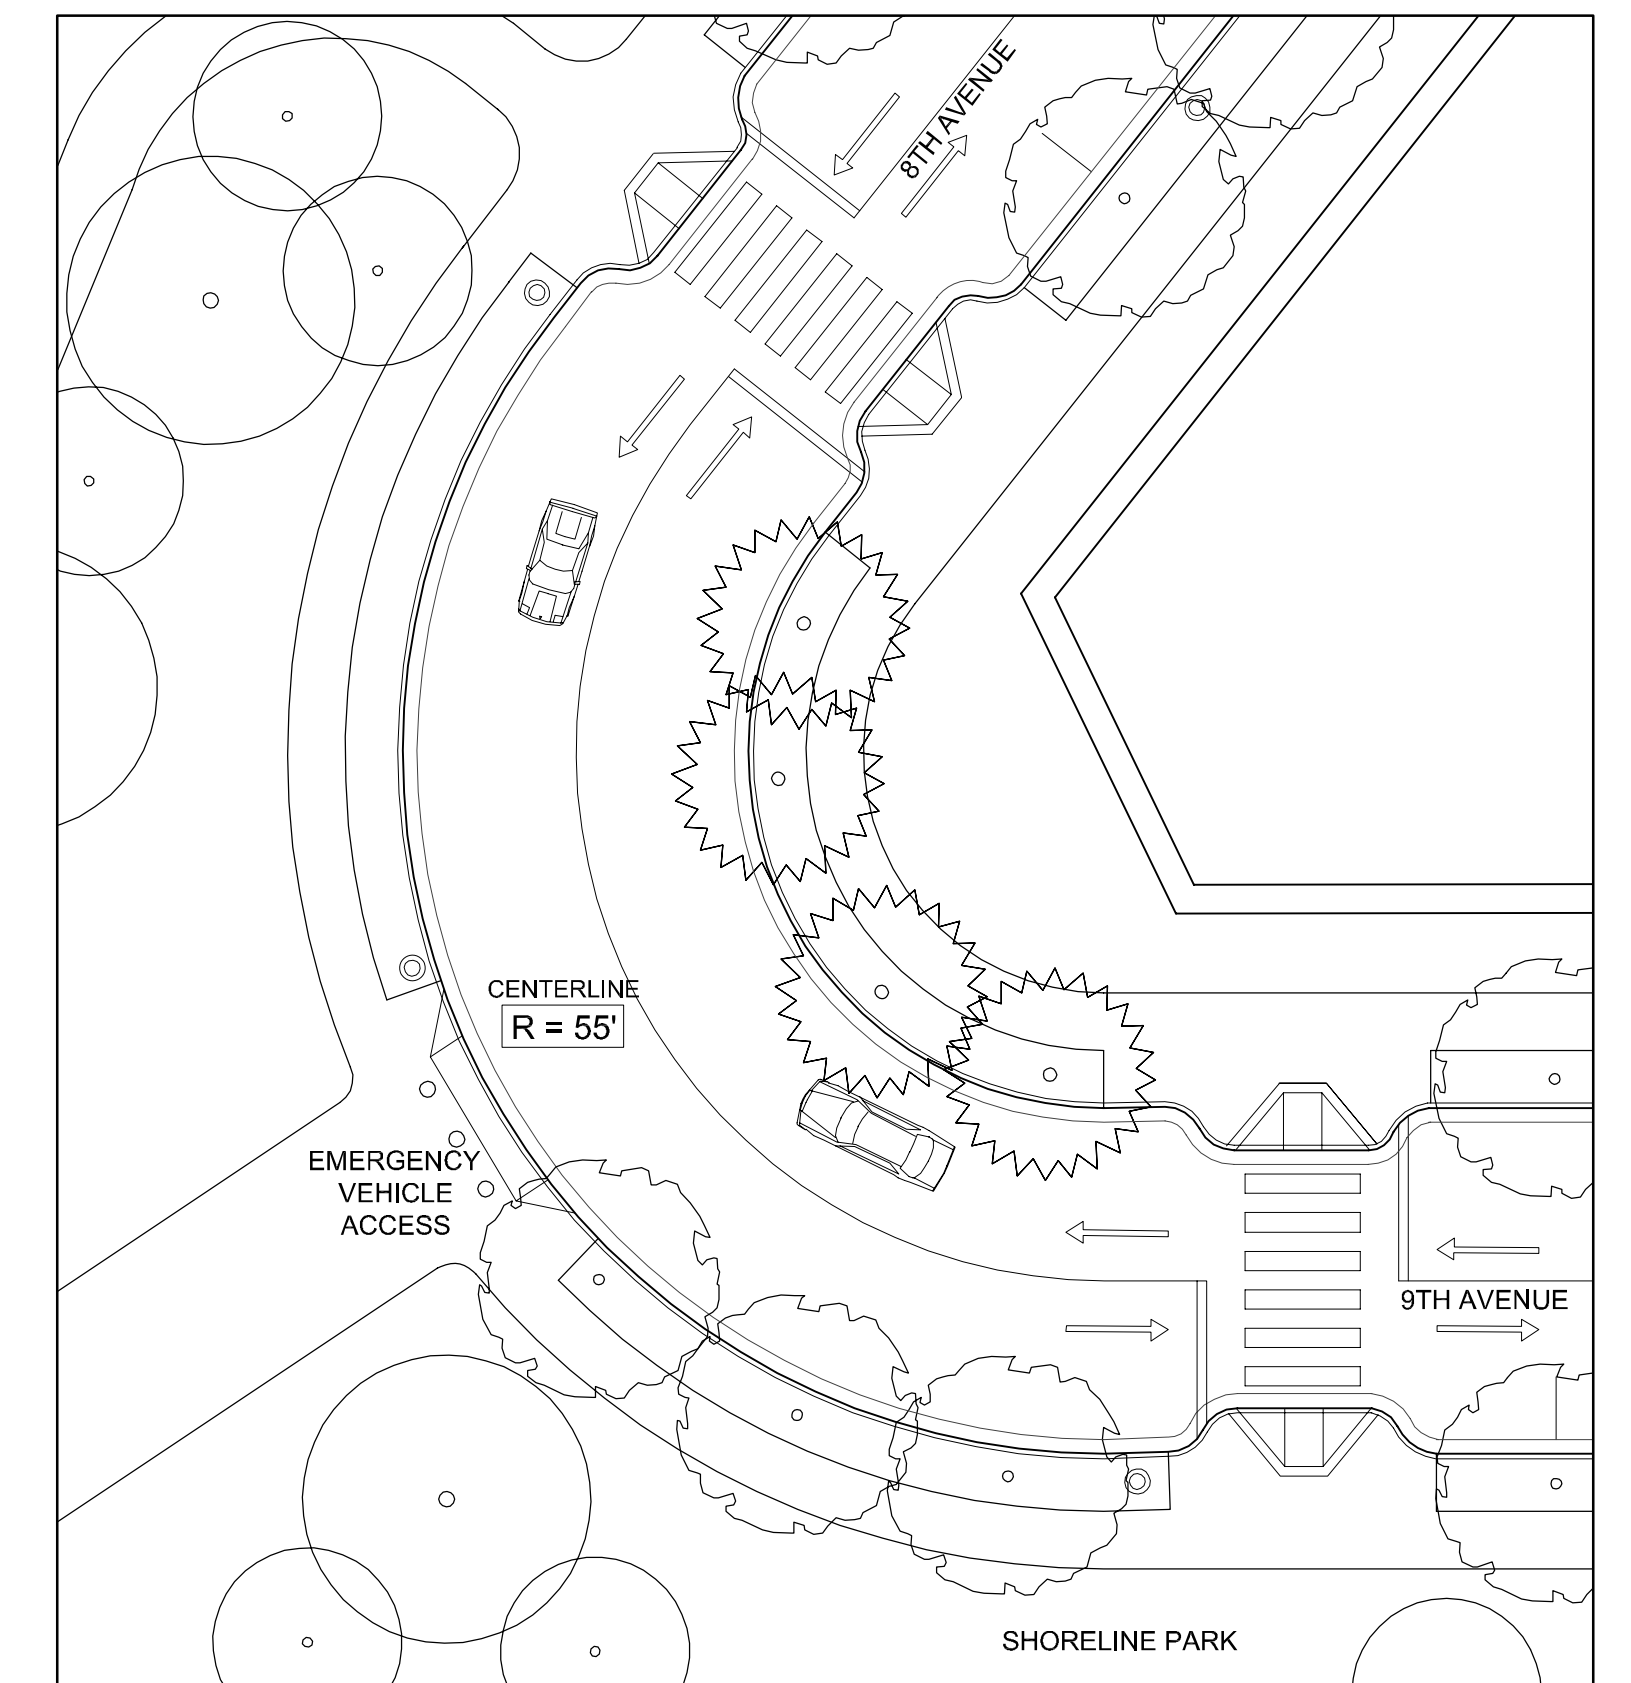 8TH AVENUE
CENTERLINE
R = 55'
EMERGENCY
VEHICLE
ACCESS
9TH AVENUE
SHORELINE PARK